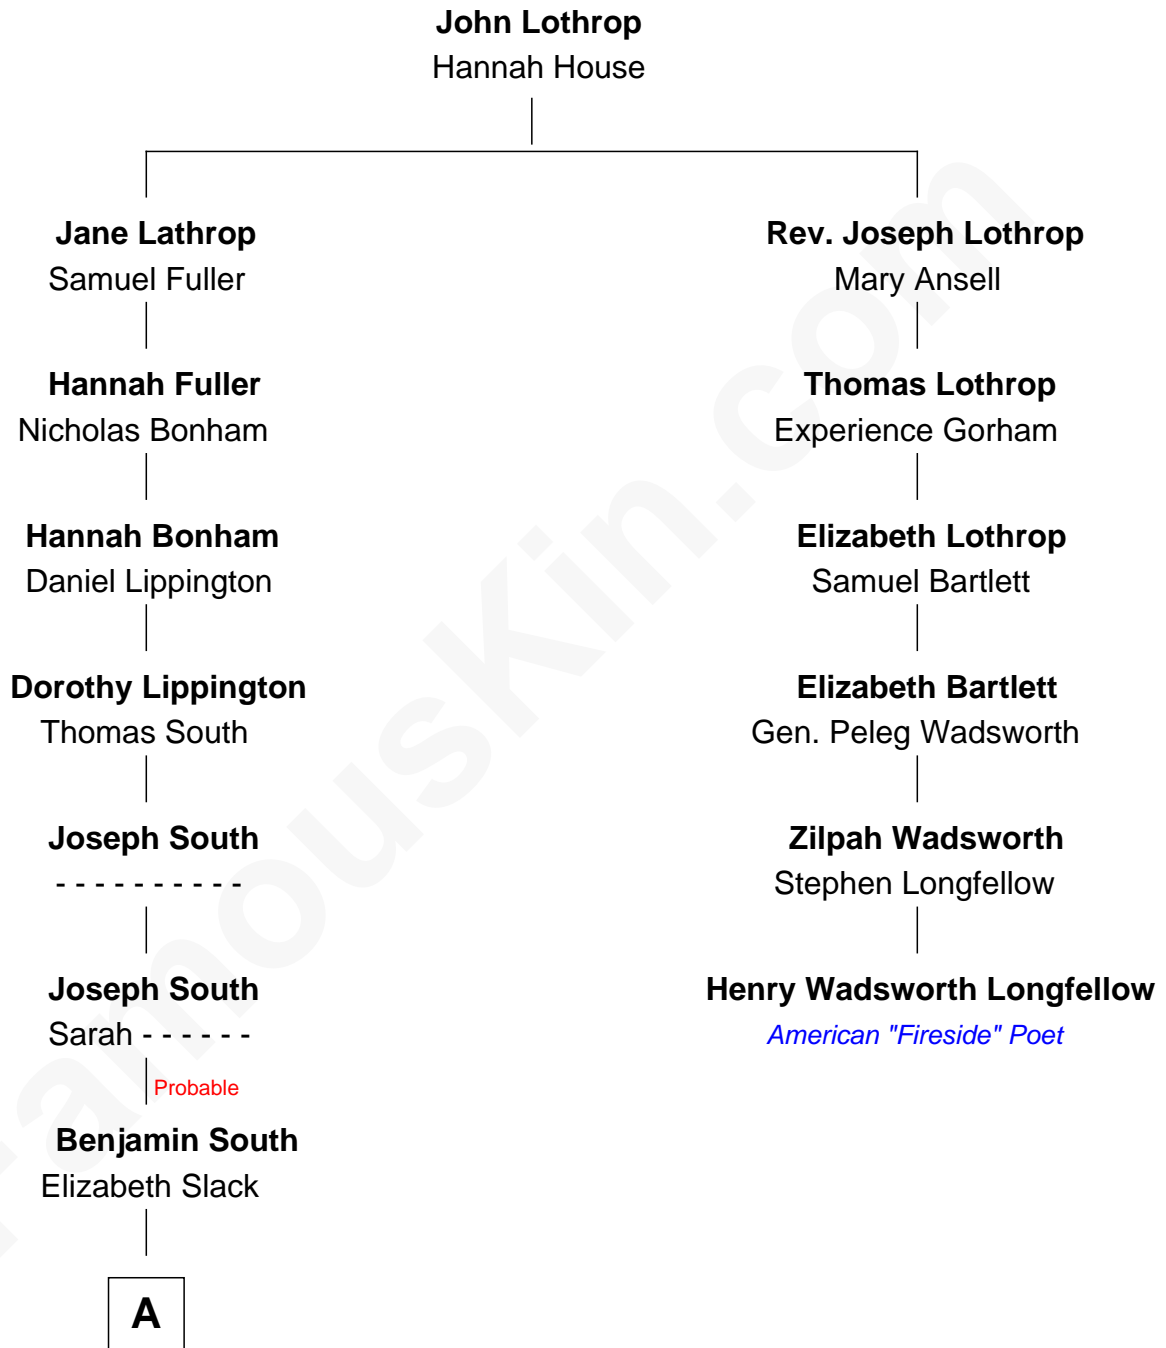 John Lothrop
Hannah House
Jane Lathrop
Samuel Fuller
Hannah Fuller
Nicholas Bonham
Hannah Bonham
Daniel Lippington
Dorothy Lippington
Thomas South
Joseph South
- - - - - - - - - -
Joseph South
Sarah - - - - - -
Probable
Benjamin South
Elizabeth Slack
A
Rev. Joseph Lothrop
Mary Ansell
Thomas Lothrop
Experience Gorham
Elizabeth Lothrop
Samuel Bartlett
Elizabeth Bartlett
Gen. Peleg Wadsworth
Zilpah Wadsworth
Stephen Longfellow
Henry Wadsworth Longfellow
American "Fireside" Poet
FamousKin.com